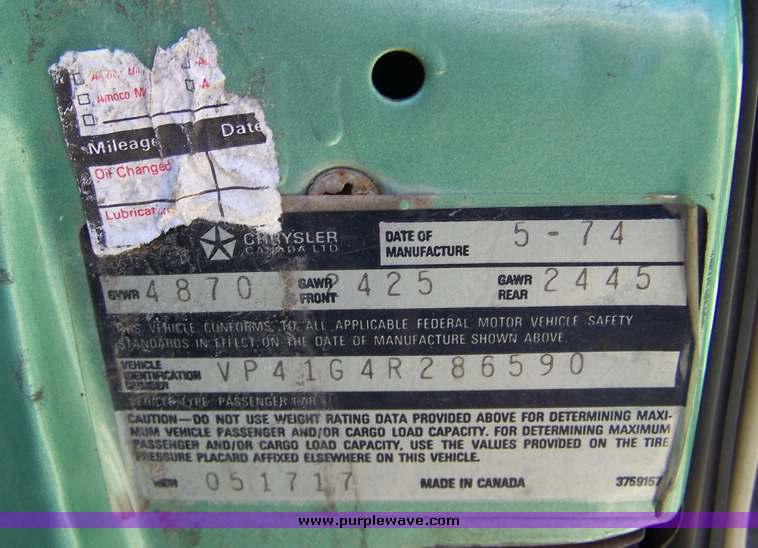 Amoco M
A
Mileage Date
Oil Changed
Lubricat
CHRYSLER
CANADA LTD
DATE OF
MANUFACTURE
5-74
GVWR 4870 GAWR FRONT 2425 GAWR REAR 2445
THIS VEHICLE CONFORMS TO ALL APPLICABLE FEDERAL MOTOR VEHICLE SAFETY
STANDARDS IN EFFECT ON THE DATE OF MANUFACTURE SHOWN ABOVE
VEHICLE
IDENTIFICATION
NUMBER
VP41G4R286590
VEHICLE TYPE PASSENGER CAR
CAUTION—DO NOT USE WEIGHT RATING DATA PROVIDED ABOVE FOR DETERMINING MAXI-
MUM VEHICLE PASSENGER AND/OR CARGO LOAD CAPACITY. FOR DETERMINING MAXIMUM
PASSENGER AND/OR CARGO LOAD CAPACITY, USE THE VALUES PROVIDED ON THE TIRE
PRESSURE PLACARD AFFIXED ELSEWHERE ON THIS VEHICLE.
051717 MADE IN CANADA 3759157
www.purplewave.com